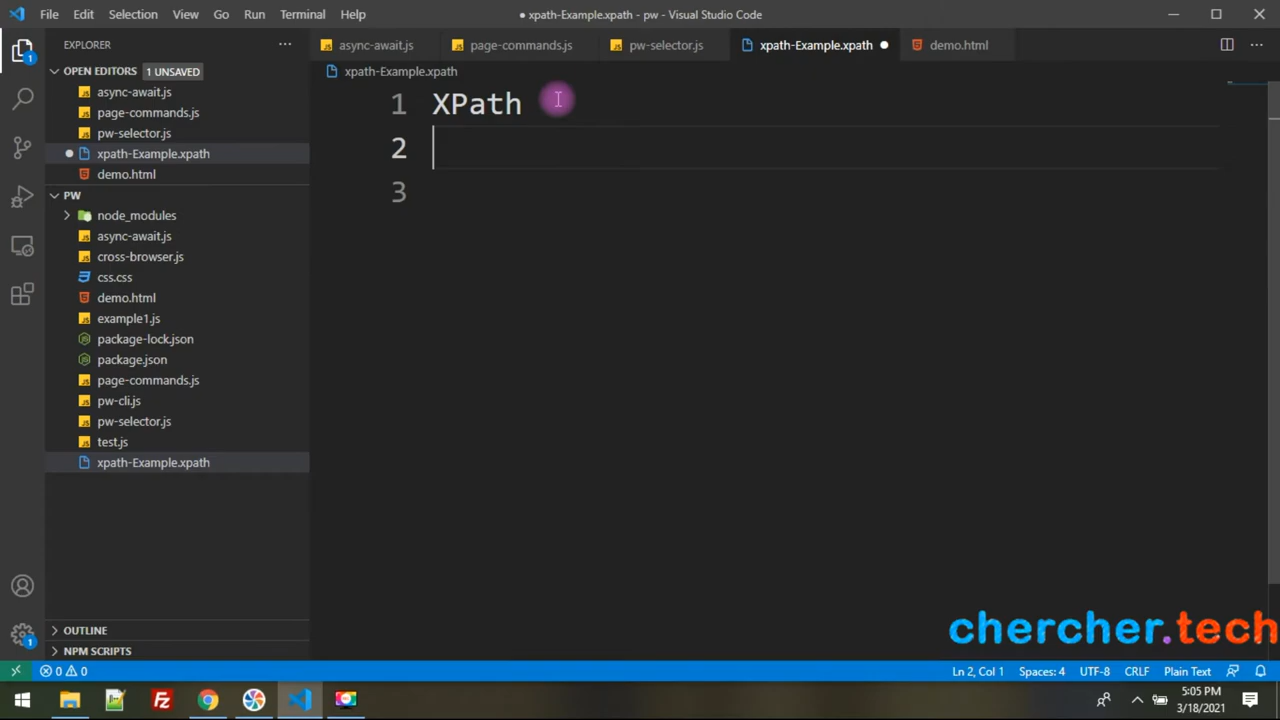 File Edit Selection View Go Run Terminal Help
● xpath-Example.xpath - pw - Visual Studio Code
EXPLORER
async-await.js
page-commands.js
pw-selector.js
xpath-Example.xpath
demo.html
OPEN EDITORS 1 UNSAVED
async-await.js
page-commands.js
pw-selector.js
xpath-Example.xpath
demo.html
PW
node_modules
async-await.js
cross-browser.js
css.css
demo.html
example1.js
package-lock.json
package.json
page-commands.js
pw-cli.js
pw-selector.js
test.js
xpath-Example.xpath
OUTLINE
NPM SCRIPTS
xpath-Example.xpath
1 XPath
2
3
chercher.tech
0 0
Ln 2, Col 1 Spaces: 4 UTF-8 CRLF Plain Text
5:05 PM
3/18/2021